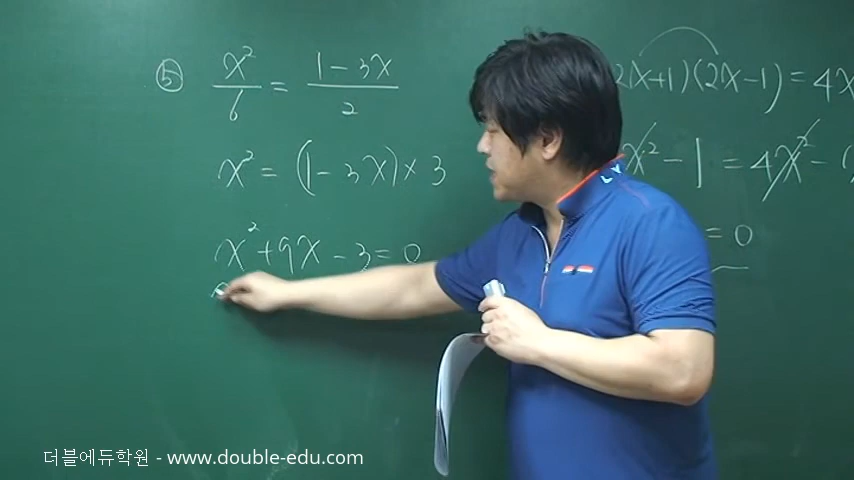 ⑤ x²/6 = (1-3x)/2
x² = (1-3x)×3
x²+9x-3=0
2x+1)(2x-1)=4x
x²-1=4x²-
=0
더블에듀학원 - www.double-edu.com